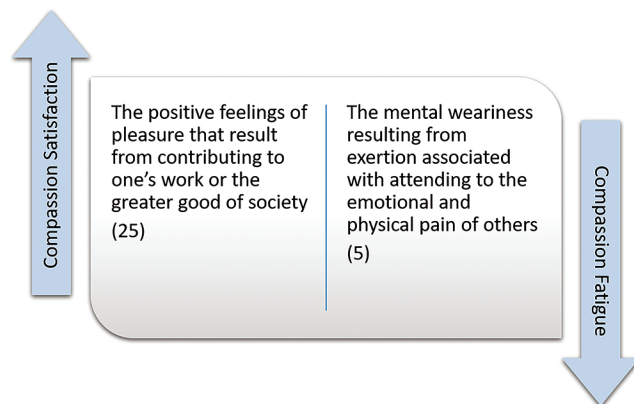 Compassion Satisfaction
The positive feelings of
pleasure that result
from contributing to
one’s work or the
greater good of society
(25)
The mental weariness
resulting from
exertion associated
with attending to the
emotional and
physical pain of others
(5)
Compassion Fatigue